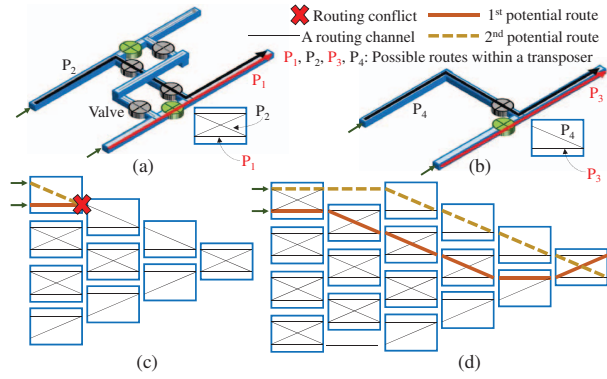 Routing conflict
1st potential route
A routing channel
2nd potential route
P1, P2, P3, P4: Possible routes within a transposer
P2
P1
Valve
P2
P1
(a)
P4
P3
P4
P3
(b)
(c)
(d)